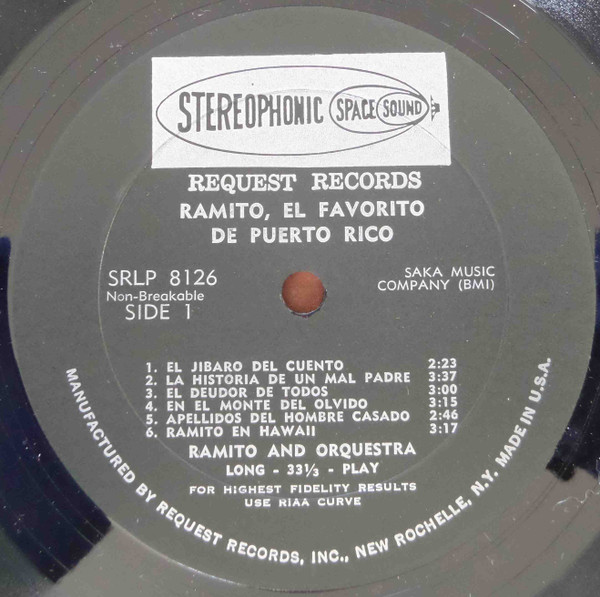 STEREOPHONIC SPACE SOUND
REQUEST RECORDS
RAMITO, EL FAVORITO
DE PUERTO RICO
SRLP 8126
Non-Breakable
SIDE 1
SAKA MUSIC
COMPANY (BMI)
1. EL JIBARO DEL CUENTO 2:23
2. LA HISTORIA DE UN MAL PADRE 3:37
3. EL DEUDOR DE TODOS 3:00
4. EN EL MONTE DEL OLVIDO 3:15
5. APELLIDOS DEL HOMBRE CASADO 2:46
6. RAMITO EN HAWAII 3:17
RAMITO AND ORQUESTRA
LONG - 33⅓ - PLAY
FOR HIGHEST FIDELITY RESULTS
USE RIAA CURVE
MANUFACTURED BY REQUEST RECORDS, INC., NEW ROCHELLE, N.Y. MADE IN U.S.A.